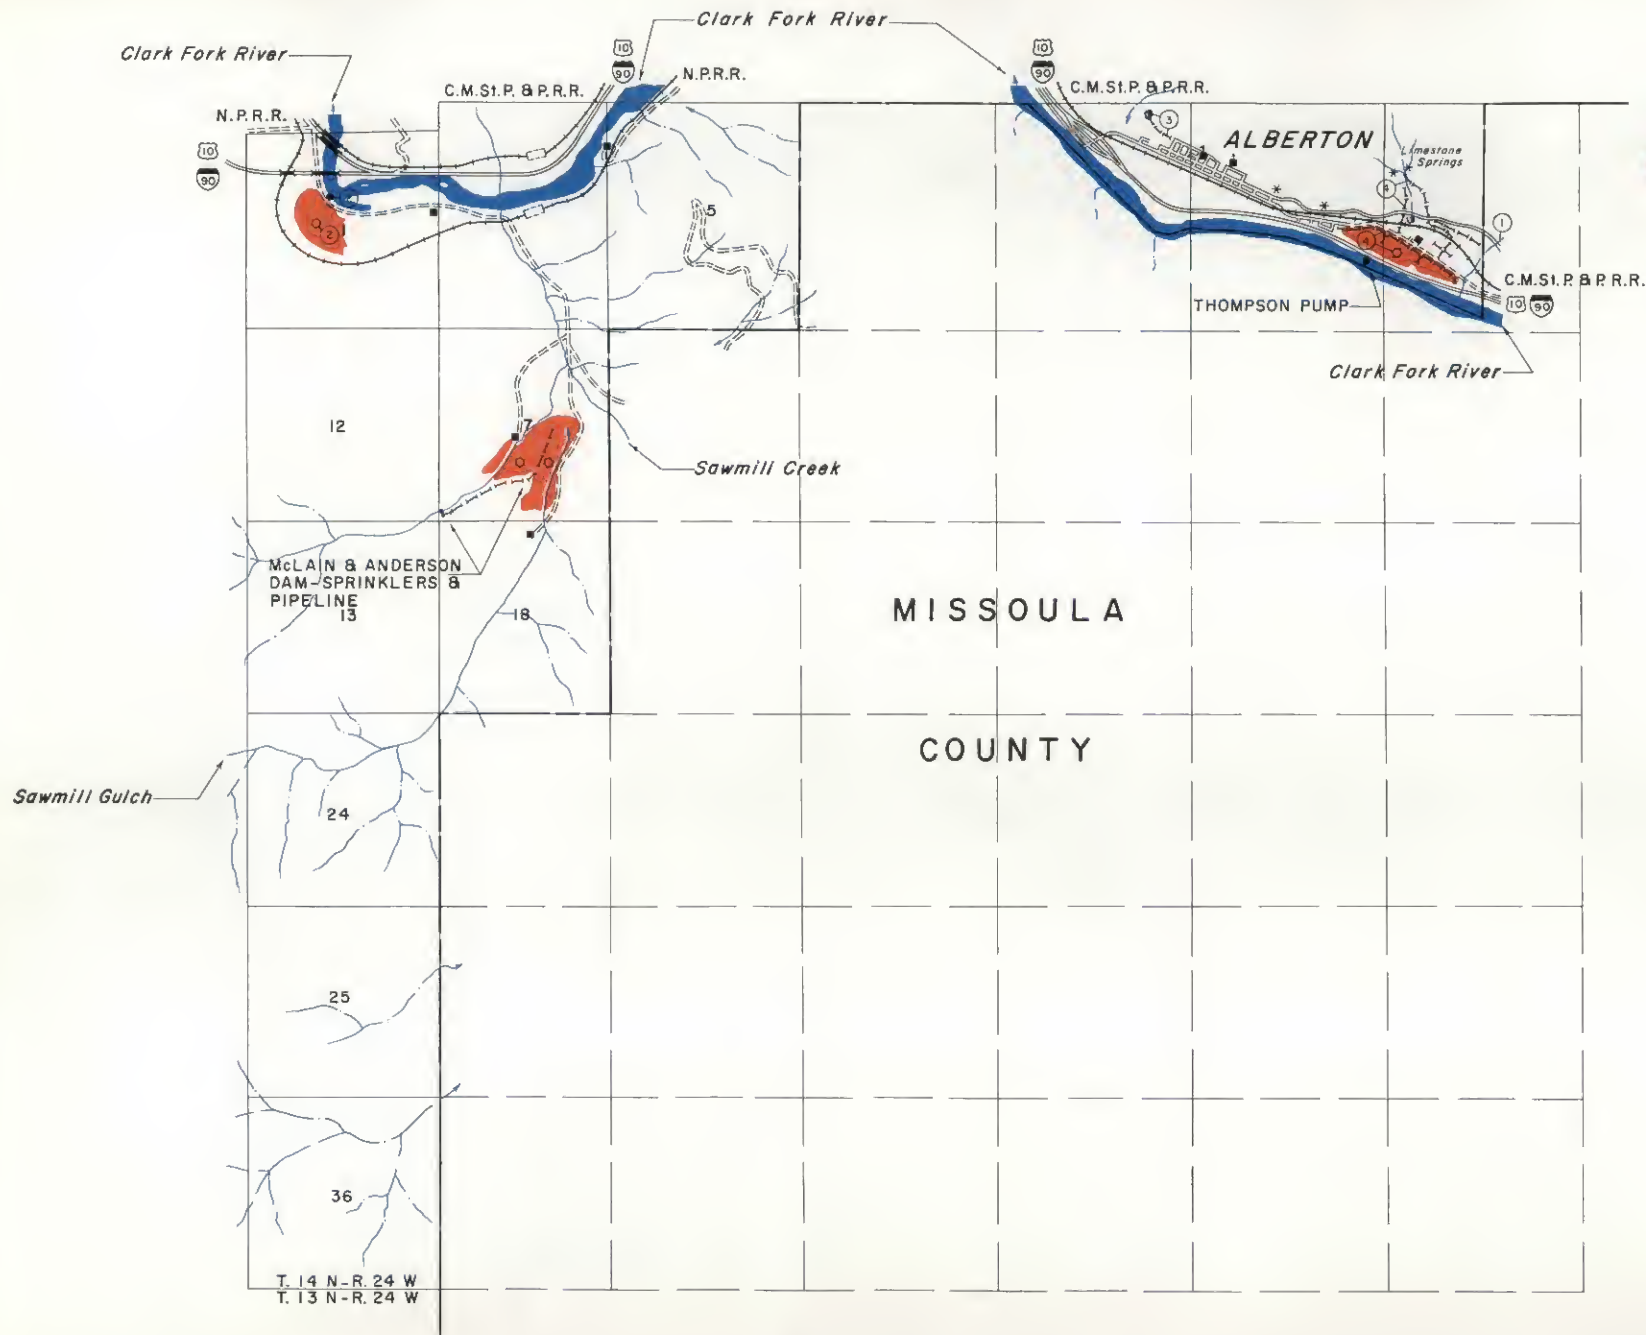 Clark Fork River
Clark Fork River
10
90
N.P.R.R.
C.M.St.P. & P.R.R.
10
90
C.M.St.P. & P.R.R.
N.P.R.R.
10
90
3
ALBERTON
Limestone
Springs
4
5
1
2
4
C.M.St.P. & P.R.R.
10 90
THOMPSON PUMP
Clark Fork River
12
7
Sawmill Creek
McLAIN & ANDERSON
DAM-SPRINKLERS &
PIPELINE
13
18
MISSOULA
COUNTY
Sawmill Gulch
24
25
36
T. 14 N-R. 24 W
T. 13 N-R. 24 W